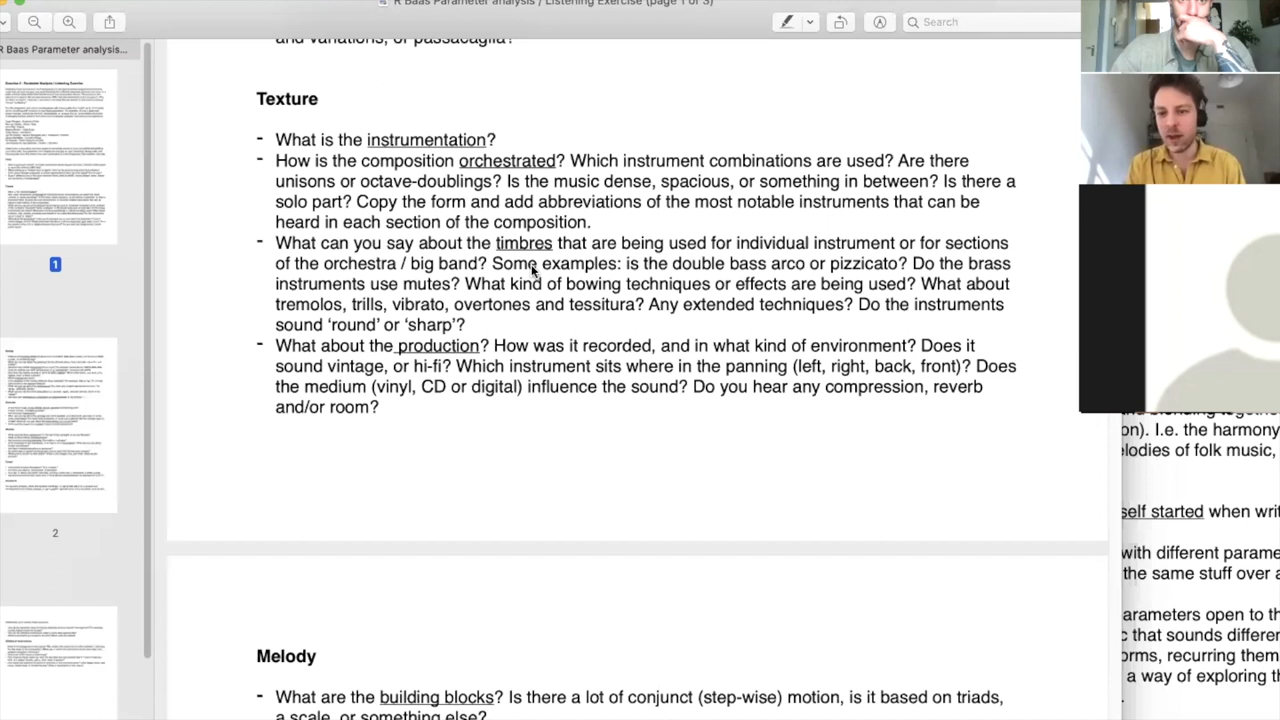 R Baas Parameter analysis / Listening Exercise (page 1 of 3)
Search
R Baas Parameter analysis...
and variations, or passacaglia?
Texture
- What is the instrumentation?
- How is the composition orchestrated? Which instrument combinations are used? Are there
unisons or octave-doublings? Is the music dense, spacious or something in between? Is there a
part? Copy the form and add abbreviations of the most notable instruments that can be
heard in each section of the composition.
- What can you say about the timbres that are being used for individual instrument or for sections
of the orchestra / big band? Some examples: is the double bass arco or pizzicato? Do the brass
instruments use mutes? What kind of bowing techniques or effects are being used? What about
tremolos, trills, vibrato, overtones and tessitura? Any extended techniques? Do the instruments
sound ‘round’ or ‘sharp’?
- What about the production? How was it recorded, and in what kind of environment? Does it
sound vintage, or hi-fi? Which instrument sits where in the panning (left, right, back, front)? Does
the medium (vinyl, CD or digital) influence the sound? Do you hear any compression, reverb
and/or room?
1
2
Melody
- What are the building blocks? Is there a lot of conjunct (step-wise) motion, is it based on triads,
a scale, or something else?
on). I.e. the harmony
elodies of folk music,
self started when writ
with different parame
the same stuff over a
arameters open to th
c that sounds differen
orms, recurring them
a way of exploring th